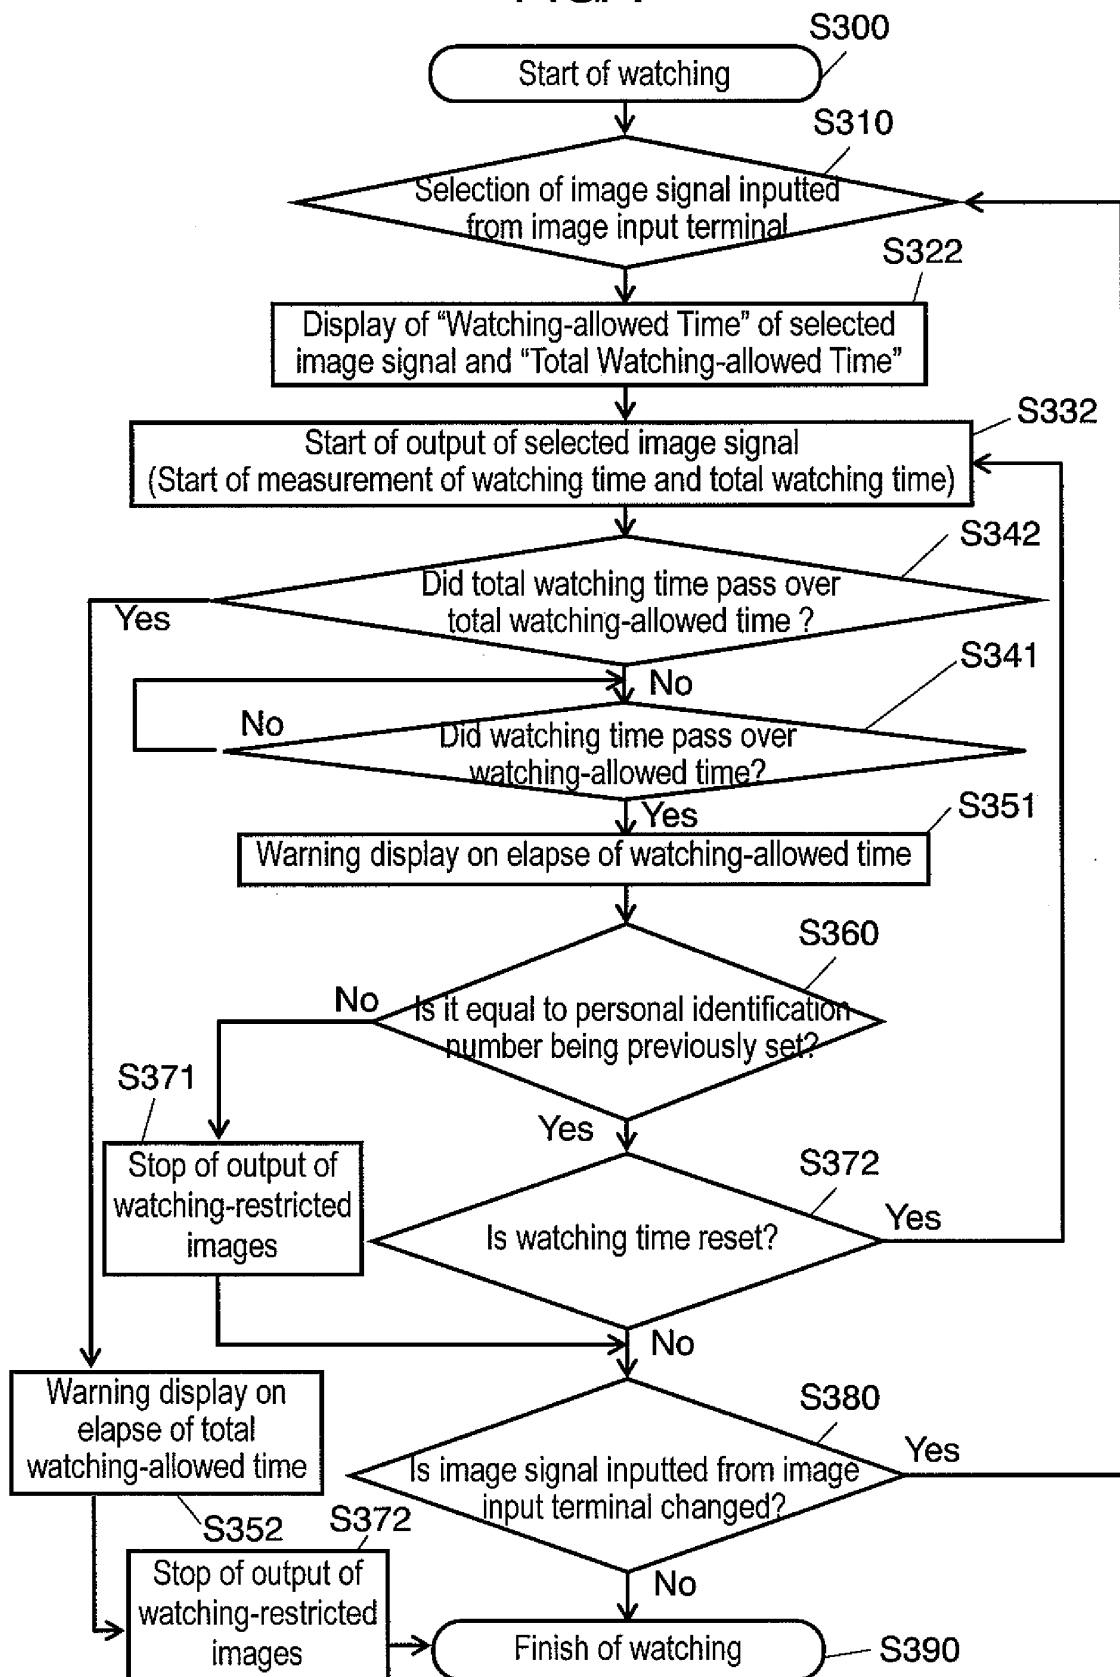 S300
Start of watching
S310
Selection of image signal inputted
from image input terminal
S322
Display of “Watching-allowed Time” of selected
image signal and “Total Watching-allowed Time”
S332
Start of output of selected image signal
(Start of measurement of watching time and total watching time)
S342
Did total watching time pass over
total watching-allowed time ?
Yes
S341
No
No
Did watching time pass over
watching-allowed time?
Yes
S351
Warning display on elapse of watching-allowed time
S360
No
Is it equal to personal identification
number being previously set?
S371
Yes
Stop of output of
watching-restricted
images
S372
Is watching time reset?
Yes
No
Warning display on
elapse of total
watching-allowed time
S380
Is image signal inputted from image
input terminal changed?
Yes
S352
S372
Stop of output of
watching-restricted
images
No
Finish of watching
S390